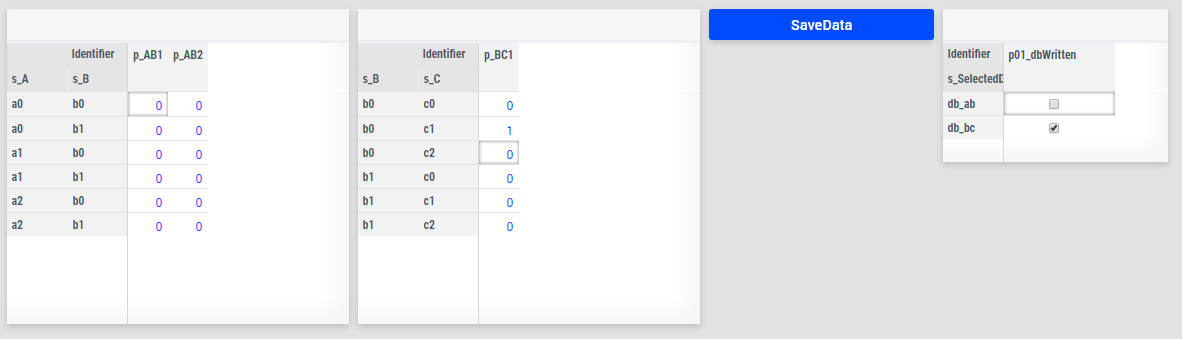 SaveData
Identifier p_AB1 p_AB2
s_A s_B
a0 b0 0 0
a0 b1 0 0
a1 b0 0 0
a1 b1 0 0
a2 b0 0 0
a2 b1 0 0
Identifier p_BC1
s_B s_C
b0 c0 0
b0 c1 1
b0 c2 0
b1 c0 0
b1 c1 0
b1 c2 0
Identifier p01_dbWritten
s_SelectedD
db_ab
db_bc